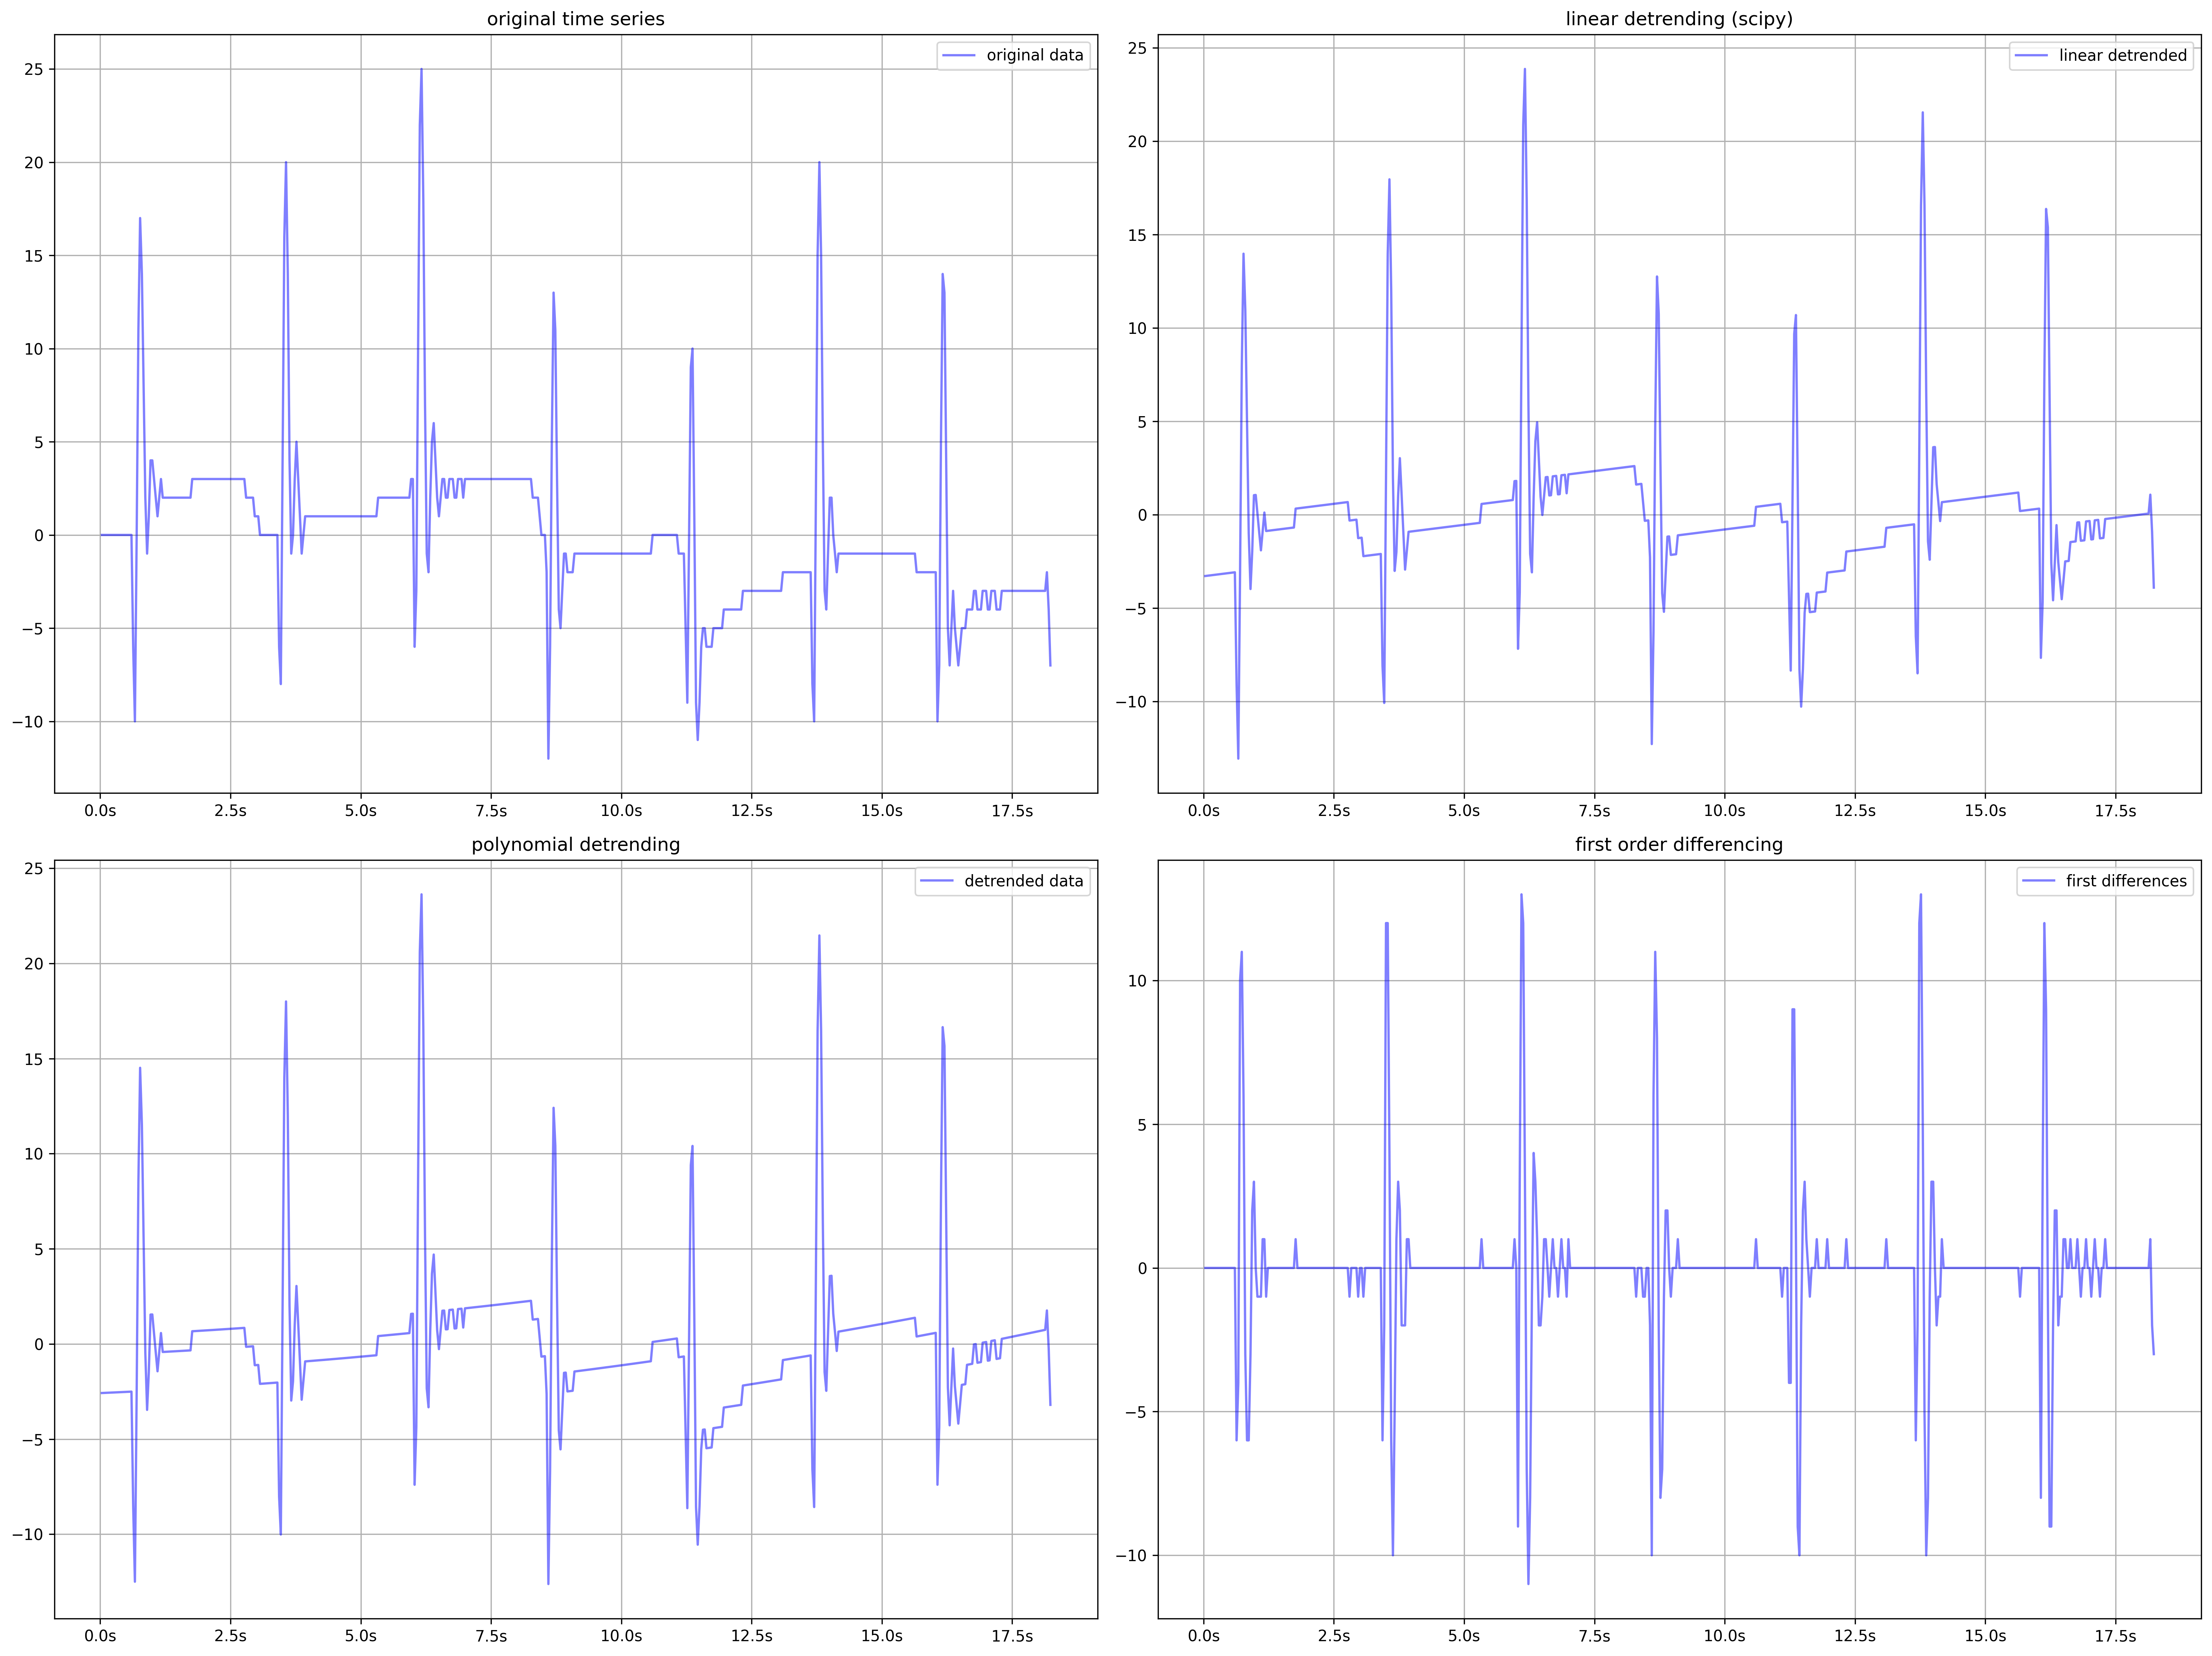 original time series
original data
25
20
15
10
5
0
−5
−10
0.0s 2.5s 5.0s 7.5s 10.0s 12.5s 15.0s 17.5s
linear detrending (scipy)
linear detrended
25
20
15
10
5
0
−5
−10
0.0s 2.5s 5.0s 7.5s 10.0s 12.5s 15.0s 17.5s
polynomial detrending
detrended data
25
20
15
10
5
0
−5
−10
0.0s 2.5s 5.0s 7.5s 10.0s 12.5s 15.0s 17.5s
first order differencing
first differences
10
5
0
−5
−10
0.0s 2.5s 5.0s 7.5s 10.0s 12.5s 15.0s 17.5s